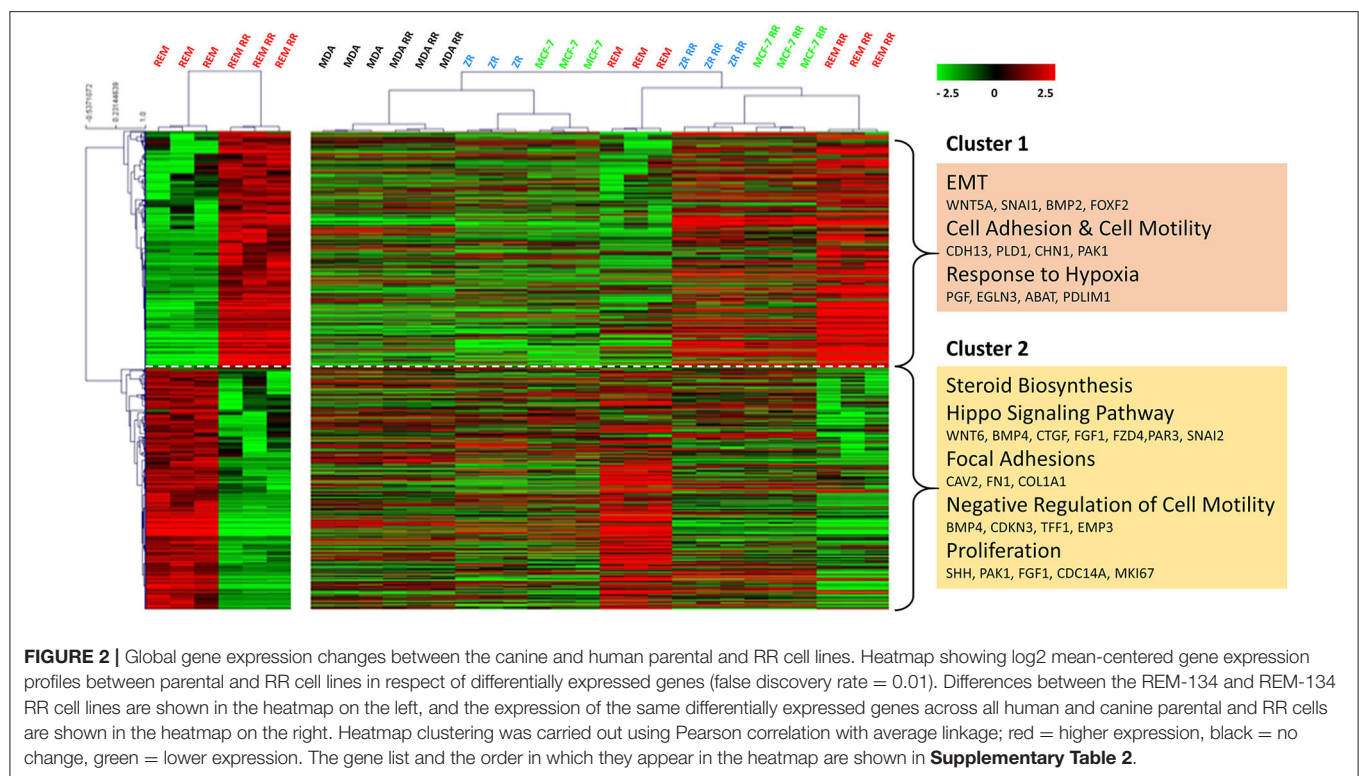 REM
REM
REM
REM RR
REM RR
REM RR
MDA
MDA
MDA
MDA RR
MDA RR
MDA RR
ZR
ZR
ZR
MCF-7
MCF-7
MCF-7
REM
REM
REM
ZR RR
ZR RR
ZR RR
MCF-7 RR
MCF-7 RR
MCF-7 RR
REM RR
REM RR
REM RR
-0.5371072
0.23144639
1.0
- 2.5 0 2.5
Cluster 1
EMT
WNT5A, SNAI1, BMP2, FOXF2
Cell Adhesion & Cell Motility
CDH13, PLD1, CHN1, PAK1
Response to Hypoxia
PGF, EGLN3, ABAT, PDLIM1
Cluster 2
Steroid Biosynthesis
Hippo Signaling Pathway
WNT6, BMP4, CTGF, FGF1, FZD4,PAR3, SNAI2
Focal Adhesions
CAV2, FN1, COL1A1
Negative Regulation of Cell Motility
BMP4, CDKN3, TFF1, EMP3
Proliferation
SHH, PAK1, FGF1, CDC14A, MKI67
FIGURE 2 | Global gene expression changes between the canine and human parental and RR cell lines. Heatmap showing log2 mean-centered gene expression
profiles between parental and RR cell lines in respect of differentially expressed genes (false discovery rate = 0.01). Differences between the REM-134 and REM-134
RR cell lines are shown in the heatmap on the left, and the expression of the same differentially expressed genes across all human and canine parental and RR cells
are shown in the heatmap on the right. Heatmap clustering was carried out using Pearson correlation with average linkage; red = higher expression, black = no
change, green = lower expression. The gene list and the order in which they appear in the heatmap are shown in Supplementary Table 2.